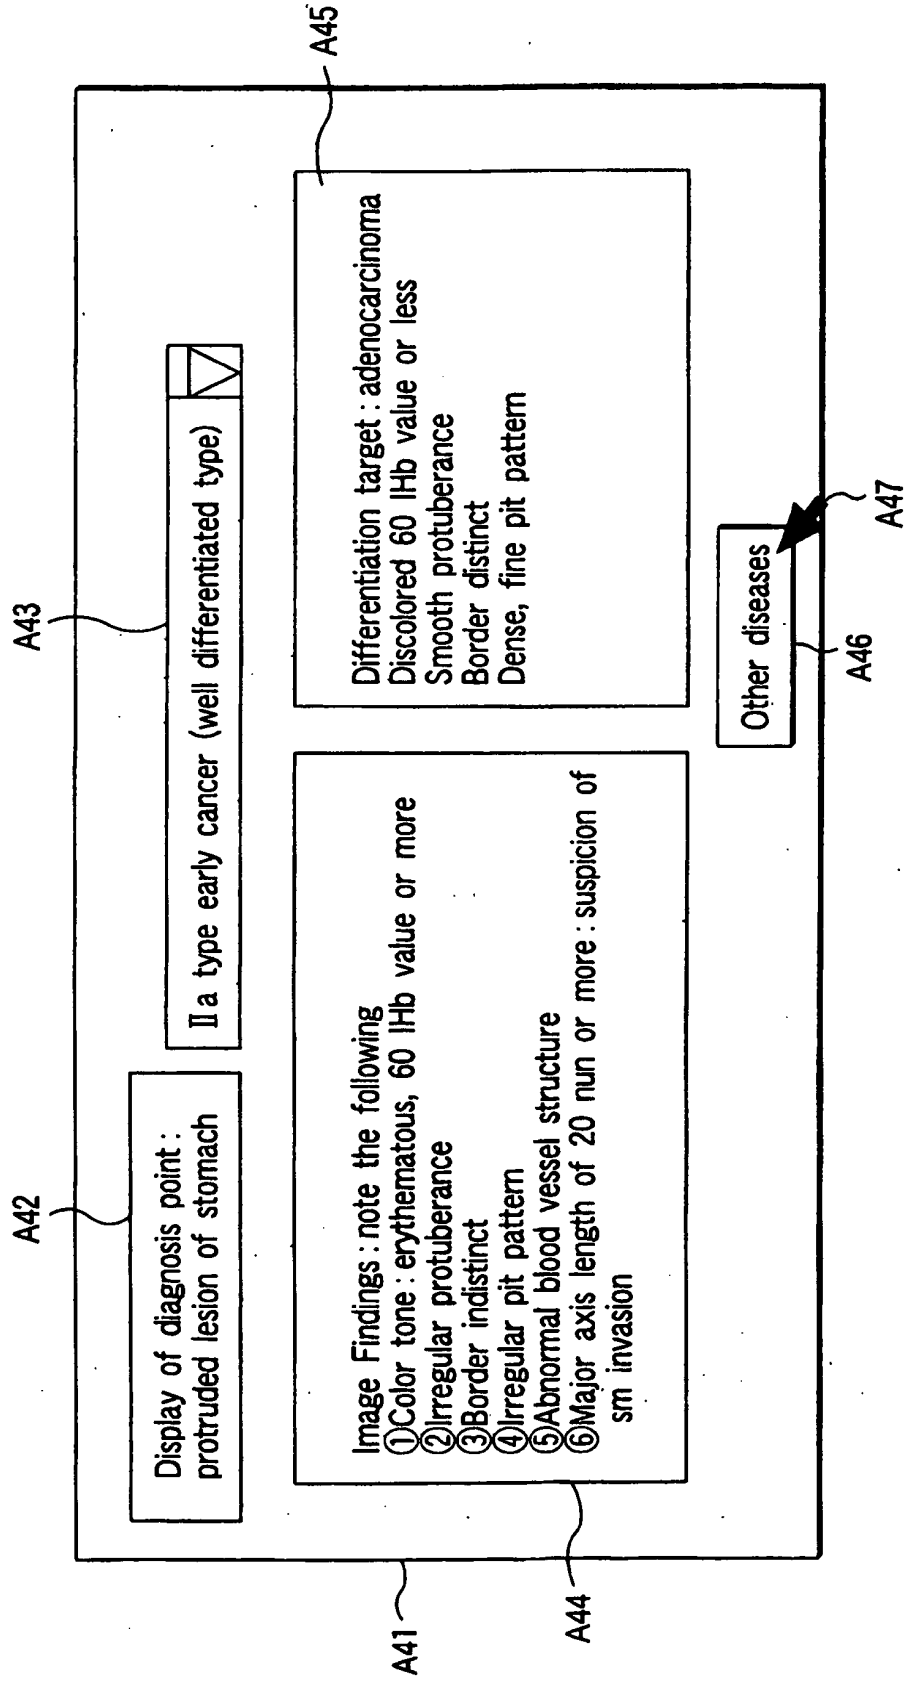 A42
A43
A45
Display of diagnosis point :
protruded lesion of stomach
Ⅱa type early cancer (well differentiated type)
Image Findings : note the following
①Color tone : erythematous, 60 IHb value or more
②Irregular protuberance
③Border indistinct
④Irregular pit pattern
⑤Abnormal blood vessel structure
⑥Major axis length of 20 nun or more : suspicion of
sm invasion
Differentiation target : adenocarcinoma
Discolored 60 IHb value or less
Smooth protuberance
Border distinct
Dense, fine pit pattern
Other diseases
A41
A44
A46
A47